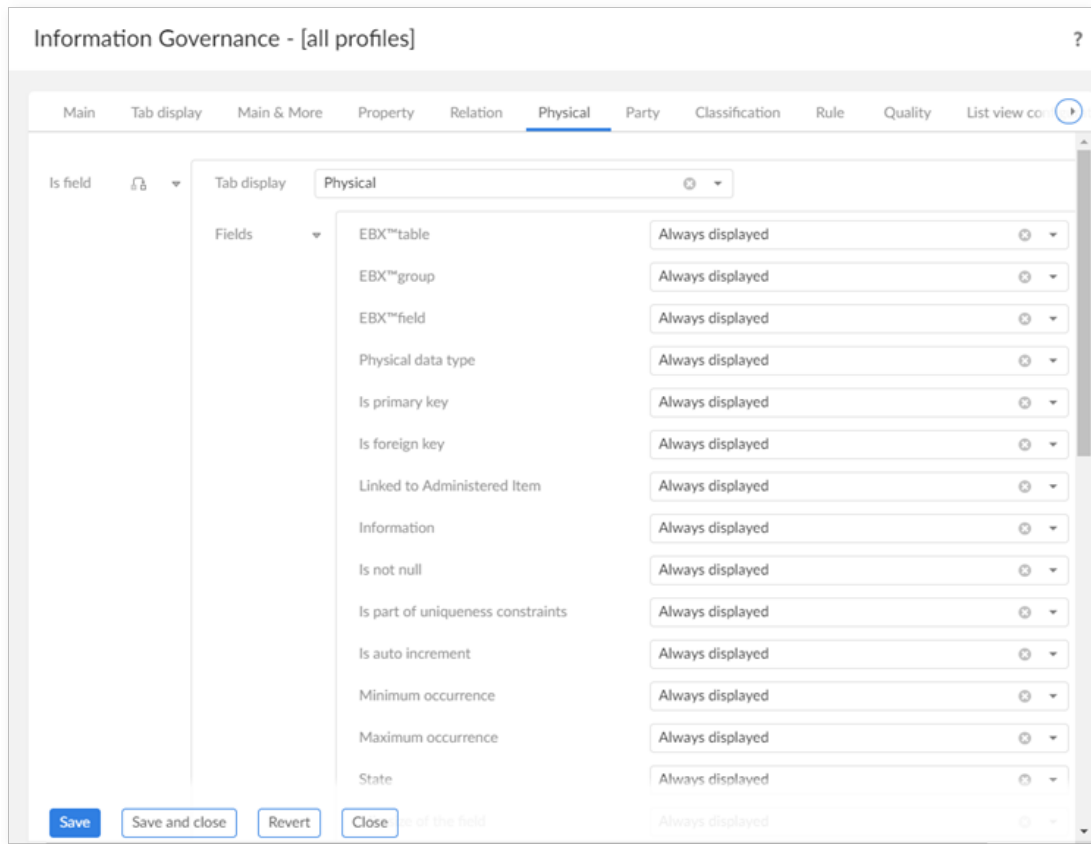 Information Governance - [all profiles] ?
Main Tab display Main & More Property Relation Physical Party Classification Rule Quality List view
Is field Tab display Physical
Fields EBX™table Always displayed
EBX™group Always displayed
EBX™field Always displayed
Physical data type Always displayed
Is primary key Always displayed
Is foreign key Always displayed
Linked to Administered Item Always displayed
Information Always displayed
Is not null Always displayed
Is part of uniqueness constraints Always displayed
Is auto increment Always displayed
Minimum occurrence Always displayed
Maximum occurrence Always displayed
State Always displayed
of the field Always displayed
Save Save and close Revert Close